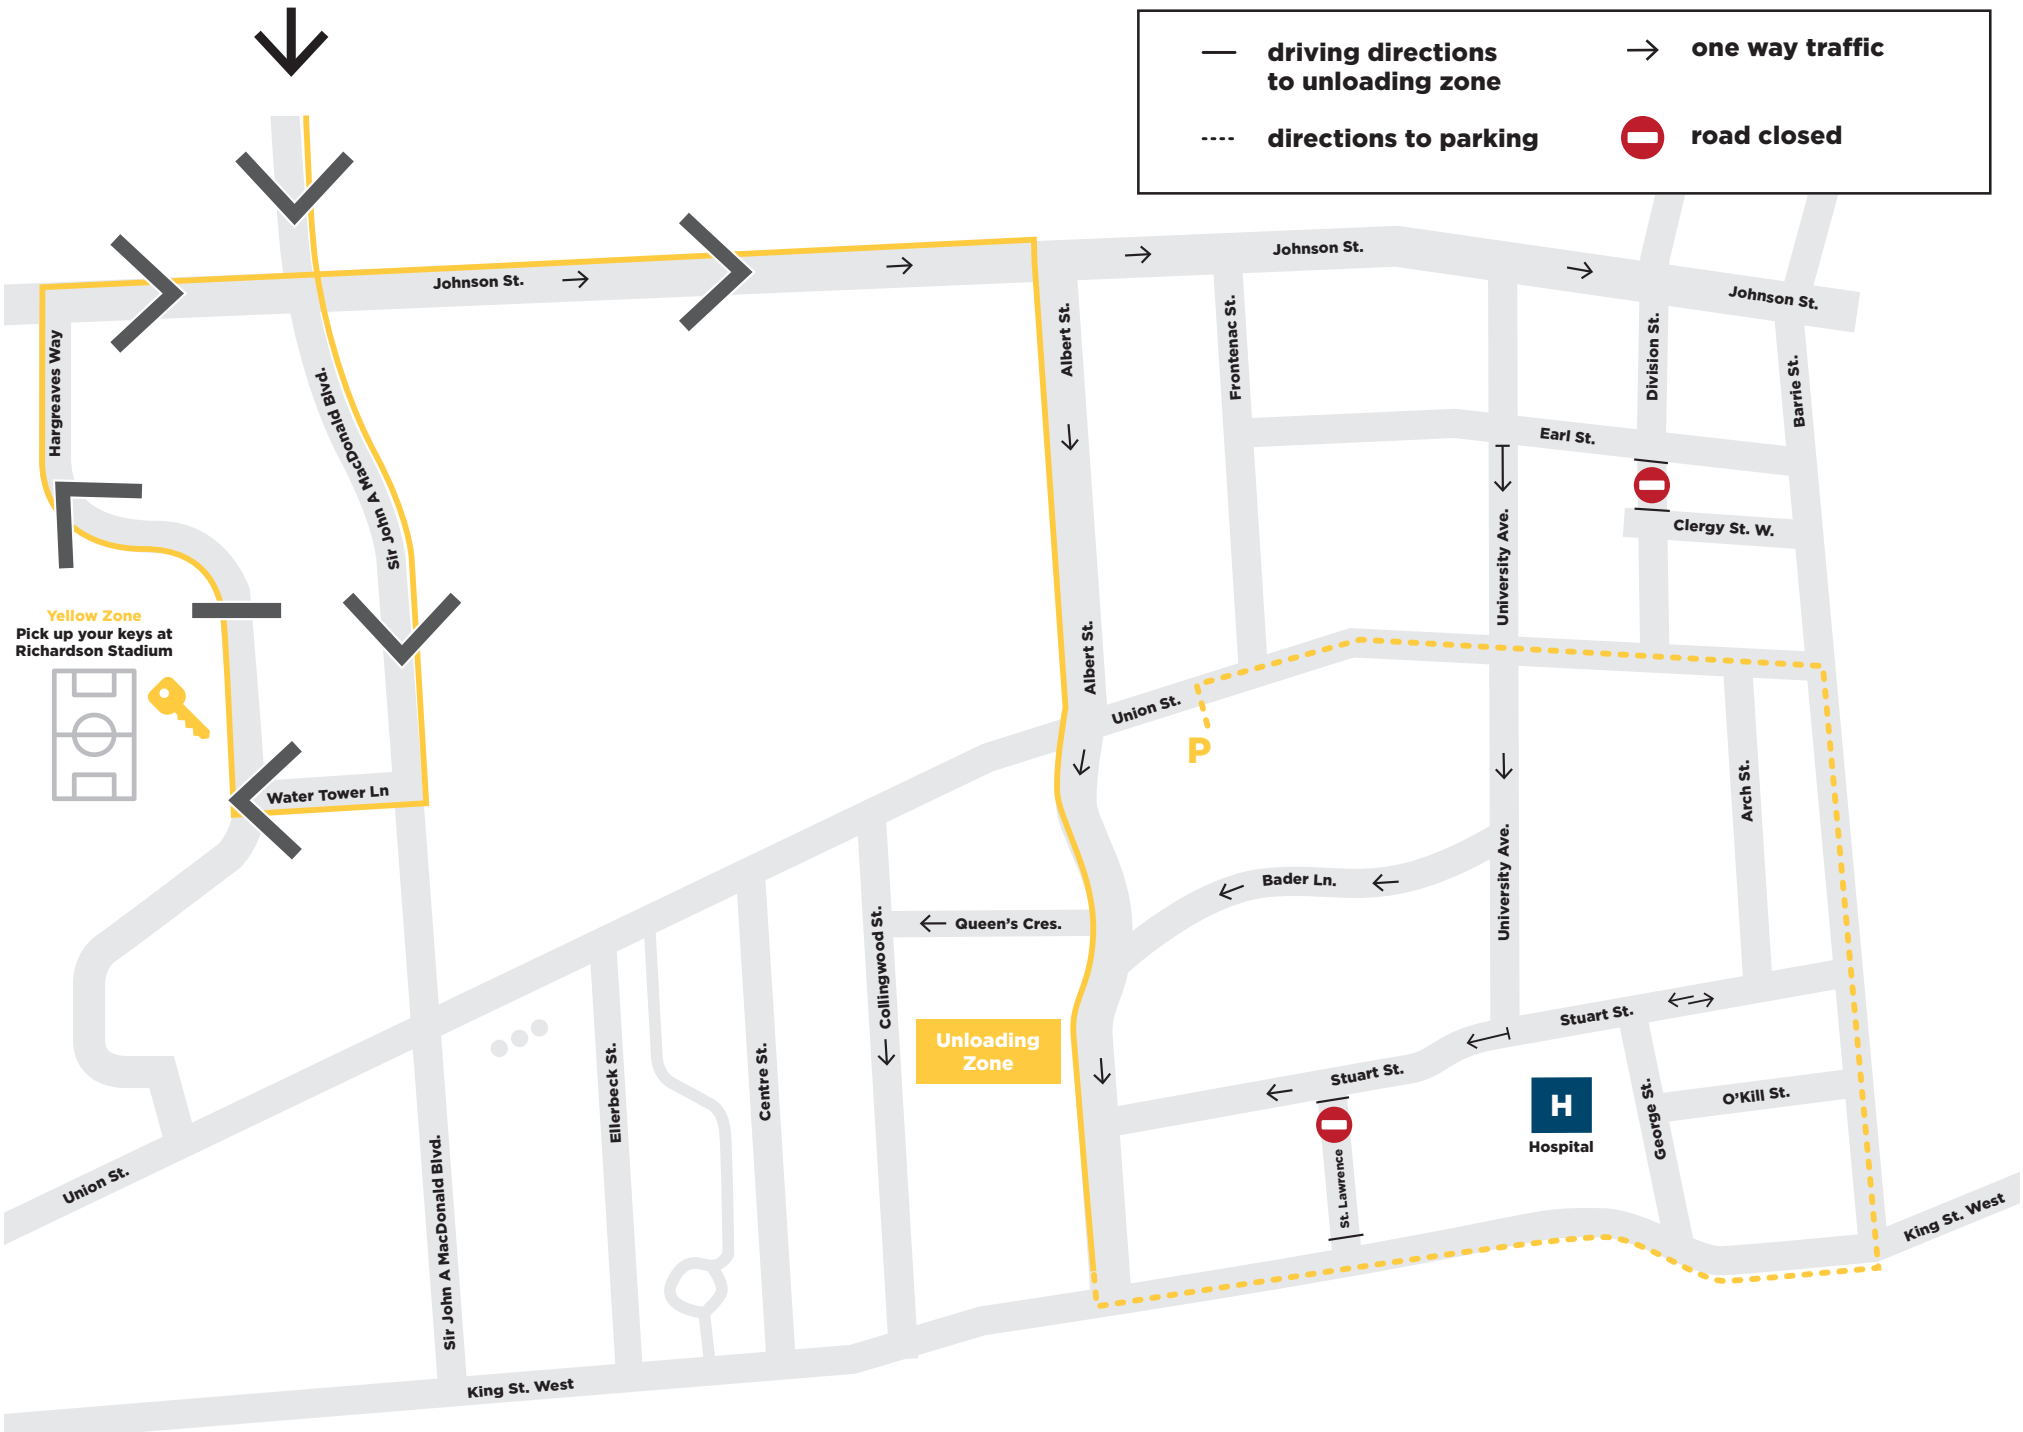 driving directions
to unloading zone
one way traffic
directions to parking
road closed
Johnson St.
Johnson St.
Johnson St.
Hargreaves Way
Sir John A MacDonald Blvd.
Albert St.
Frontenac St.
Division St.
Barrie St.
Earl St.
Clergy St. W.
University Ave.
Yellow Zone
Pick up your keys at
Richardson Stadium
Albert St.
Union St.
P
Water Tower Ln
Arch St.
University Ave.
Bader Ln.
Queen's Cres.
Collingwood St.
Unloading
Zone
Stuart St.
Stuart St.
Ellerbeck St.
Centre St.
H
Hospital
George St.
O'Kill St.
St. Lawrence
Union St.
Sir John A MacDonald Blvd.
King St. West
King St. West